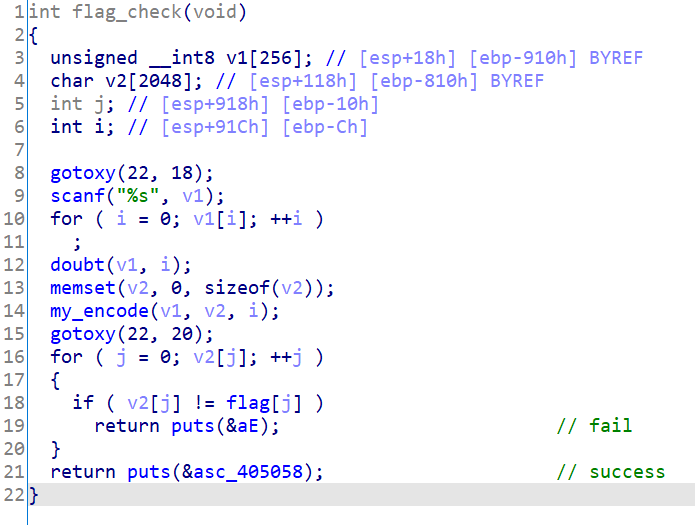 1 int flag_check(void)
2 {
3 unsigned __int8 v1[256]; // [esp+18h] [ebp-910h] BYREF
4 char v2[2048]; // [esp+118h] [ebp-810h] BYREF
5 int j; // [esp+918h] [ebp-10h]
6 int i; // [esp+91Ch] [ebp-Ch]
7
8 gotoxy(22, 18);
9 scanf("%s", v1);
10 for ( i = 0; v1[i]; ++i )
11 ;
12 doubt(v1, i);
13 memset(v2, 0, sizeof(v2));
14 my_encode(v1, v2, i);
15 gotoxy(22, 20);
16 for ( j = 0; v2[j]; ++j )
17 {
18 if ( v2[j] != flag[j] )
19 return puts(&aE); // fail
20 }
21 return puts(&asc_405058); // success
22 }